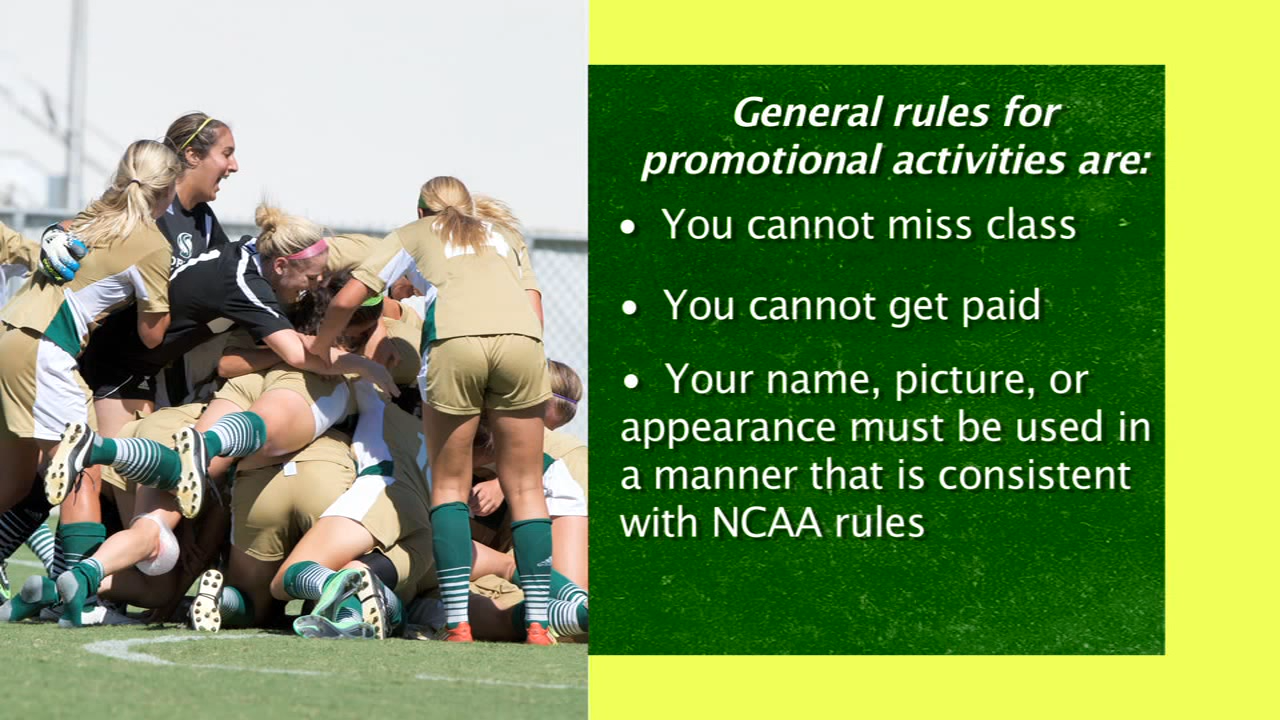 General rules for
promotional activities are:
• You cannot miss class
• You cannot get paid
• Your name, picture, or
appearance must be used in
a manner that is consistent
with NCAA rules